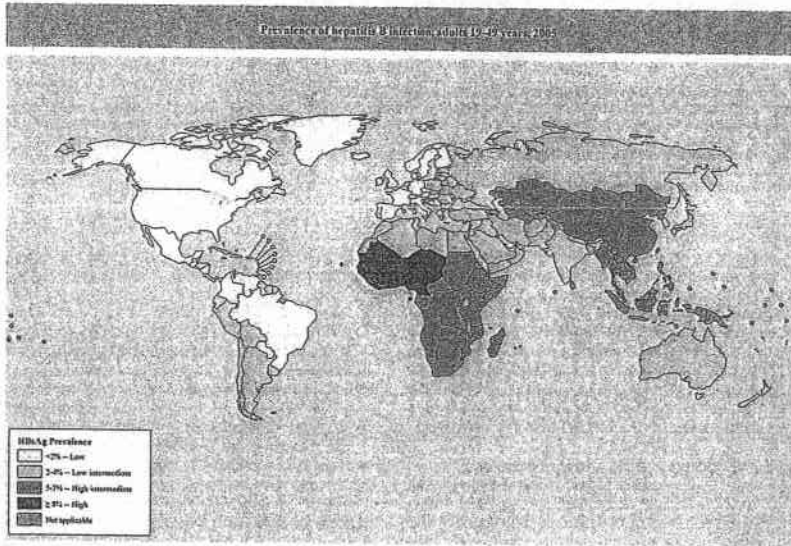 Prevalence of hepatitis B infection, adults 19-49 years, 2005
HBsAg Prevalence
<2% – Low
2-4% – Low intermediate
5-7% – High intermediate
≥ 8% – High
Not applicable